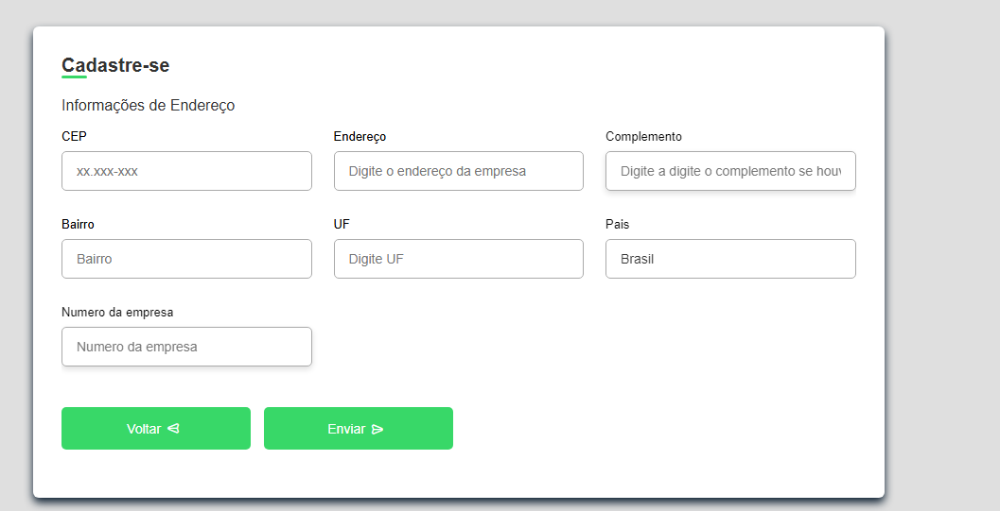 Cadastre-se
Informações de Endereço
CEP Endereço Complemento
xx.xxx-xxx Digite o endereço da empresa Digite a digite o complemento se houv
Bairro UF Pais
Bairro Digite UF Brasil
Numero da empresa
Numero da empresa
Voltar Enviar